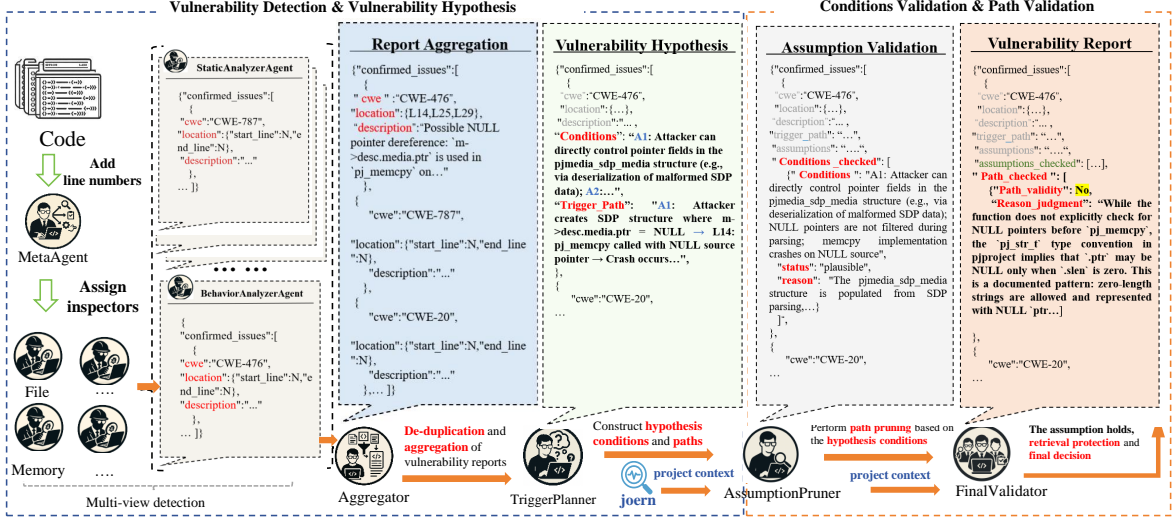 Vulnerability Detection & Vulnerability Hypothesis
Conditions Validation & Path Validation
Code
Add
line numbers
MetaAgent
Assign
inspectors
File
....
Memory
....
Multi-view detection
StaticAnalyzerAgent
{"confirmed_issues":[
{
"cwe":"CWE-787",
"location":{"start_line":N,"e
nd_line":N},
"description":"..."
},
... ]}
... ...
BehaviorAnalyzerAgent
{
"confirmed_issues":[
{
"cwe":"CWE-476",
"location":{"start_line":N,"e
nd_line":N},
"description":"..."
},
... ]}
Report Aggregation
{"confirmed_issues":[
{
" cwe " :"CWE-476",
"location":{L14,L25,L29},
"description":"Possible NULL
pointer dereference: `m-
>desc.media.ptr` is used in
`pj_memcpy` on…"
},
{
"cwe":"CWE-787",
"location":{"start_line":N,"end_line
":N},
"description":"..."
},
{
"cwe":"CWE-20",
"location":{"start_line":N,"end_line
":N},
"description":"..."
},… ]}
Vulnerability Hypothesis
{"confirmed_issues":[
{
"cwe":"CWE-476",
"location":{…},
"description":"... ,
“Conditions”: “A1: Attacker can
directly control pointer fields in the
pjmedia_sdp_media structure (e.g.,
via deserialization of malformed SDP
data); A2:…”,
“Trigger_Path”: "A1: Attacker
creates SDP structure where m-
>desc.media.ptr = NULL → L14:
pj_memcpy called with NULL source
pointer → Crash occurs…”,
},
{
"cwe":"CWE-20",
…
Assumption Validation
{"confirmed_issues":[
{
"cwe":"CWE-476",
"location":{…},
"description":"... ,
"trigger_path": “…”,
"assumptions": “….“,
" Conditions _checked": [
{" Conditions ": "A1: Attacker can
directly control pointer fields in the
pjmedia_sdp_media structure (e.g., via
deserialization of malformed SDP data);
NULL pointers are not filtered during
parsing; memcpy implementation
crashes on NULL source",
"status": "plausible",
"reason": "The pjmedia_sdp_media
structure is populated from SDP
parsing,…}
]",
},
{
"cwe":"CWE-20",
…
Vulnerability Report
{"confirmed_issues":[
{
"cwe":"CWE-476",
"location":{…},
"description":"... ,
"trigger_path": “…”,
"assumptions": “….“,
"assumptions_checked": […],
" Path_checked ": [
{"Path_validity": No,
“Reason_judgment": “While the
function does not explicitly check for
NULL pointers before `pj_memcpy`,
the `pj_str_t` type convention in
pjproject implies that `.ptr` may be
NULL only when `.slen` is zero. This
is a documented pattern: zero-length
strings are allowed and represented
with NULL `ptr…]
},
{
"cwe":"CWE-20",
…
Aggregator
De-duplication and
aggregation of
vulnerability reports
TriggerPlanner
Construct hypothesis
conditions and paths
joern
project context
AssumptionPruner
Perform path pruning based
on the hypothesis conditions
project context
FinalValidator
The assumption holds,
retrieval protection and
final decision